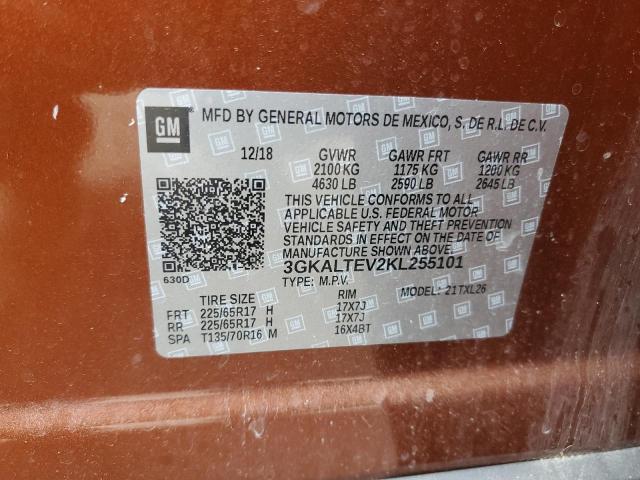 GM MFD BY GENERAL MOTORS DE MEXICO, S. DE R.L. DE C.V.
12/18 GVWR GAWR FRT GAWR RR
2100 KG 1175 KG 1200 KG
4630 LB 2590 LB 2645 LB
THIS VEHICLE CONFORMS TO ALL
APPLICABLE U.S. FEDERAL MOTOR
VEHICLE SAFETY AND THEFT
PREVENTION STANDARDS IN EFFECT ON THE DATE OF
MANUFACTURE SHOWN ABOVE.
3GKALTEV2KL255101
630D TYPE: M.P.V. MODEL: 21TXL26
TIRE SIZE RIM
FRT 225/65R17 H 17X7J
RR 225/65R17 H 17X7J
SPA T135/70R16 M 16X4BT